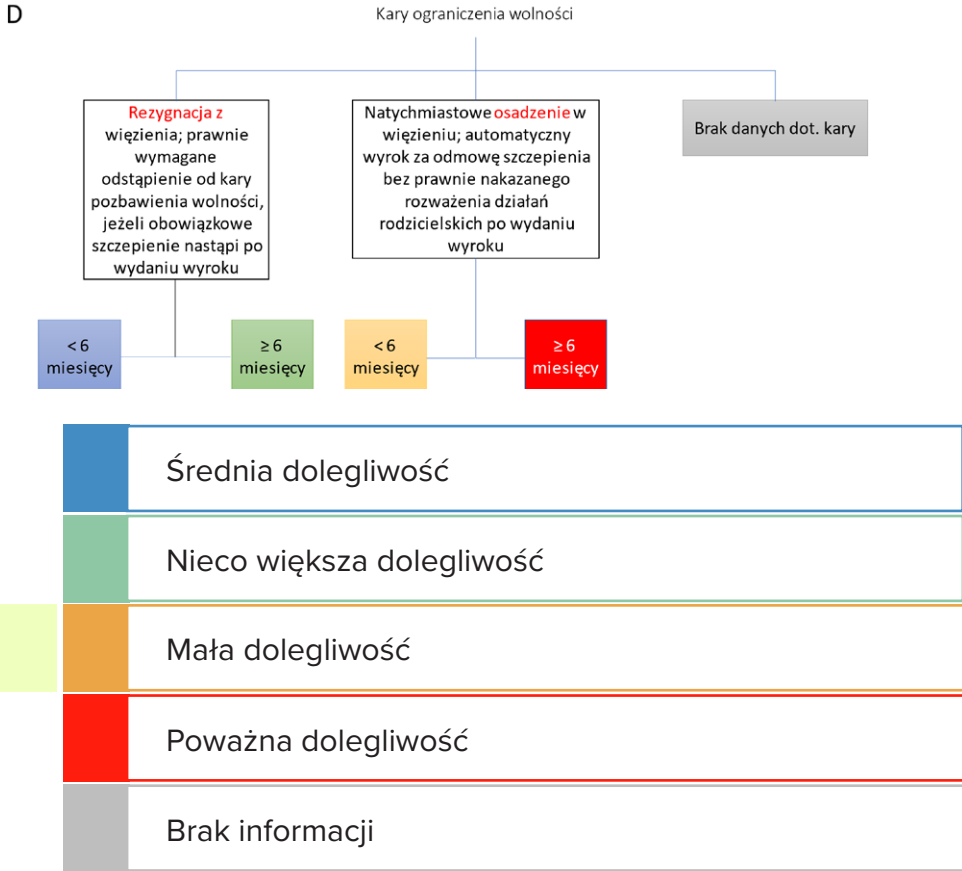 D
Kary ograniczenia wolności
Rezygnacja z
więzienia; prawnie
wymagane
odstąpienie od kary
pozbawienia wolności,
jeżeli obowiązkowe
szczepienie nastąpi po
wydaniu wyroku
Natychmiastowe osadzenie w
więzieniu; automatyczny
wyrok za odmowę szczepienia
bez prawnie nakazanego
rozważenia działań
rodzicielskich po wydaniu
wyroku
Brak danych dot. kary
< 6
miesięcy
≥ 6
miesięcy
< 6
miesięcy
≥ 6
miesięcy
Średnia dolegliwość
Nieco większa dolegliwość
Mała dolegliwość
Poważna dolegliwość
Brak informacji